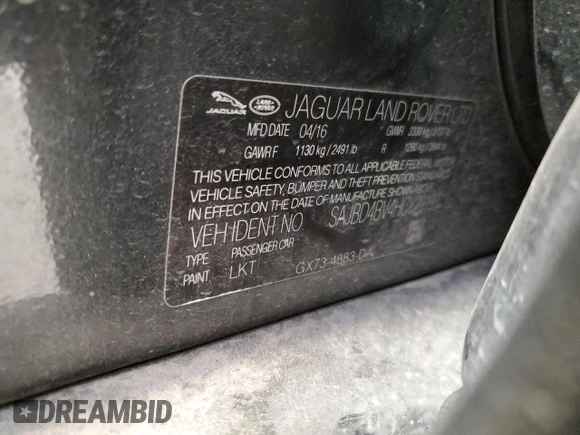 JAGUAR
LAND ROVER
JAGUAR LAND ROVER LTD
MFD DATE 04/16 GVWR
GAWR F 1130 kg / 2491 lb R
THIS VEHICLE CONFORMS TO ALL APPLICABLE FEDERAL MOTOR
VEHICLE SAFETY, BUMPER AND THEFT PREVENTION
IN EFFECT ON THE DATE OF MANUFACTURE SHOWN ABOVE
VEH IDENT NO
TYPE PASSENGER CAR
PAINT LKT GX73-4883-DA
DREAMBID